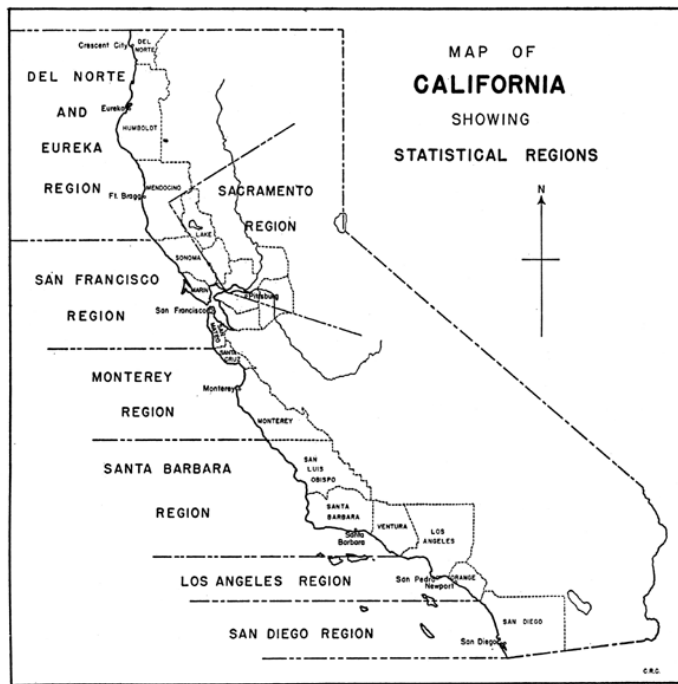 MAP OF
CALIFORNIA
SHOWING
STATISTICAL REGIONS
N
Crescent City
DEL
NORTE
DEL NORTE
AND
EUREKA
REGION
Eureka
HUMBOLDT
MENDOCINO
Ft. Bragg
SACRAMENTO
REGION
LAKE
SONOMA
SAN FRANCISCO
REGION
MARIN
Pittsburg
San Francisco
SAN
MATEO
SANTA
CRUZ
MONTEREY
REGION
Monterey
MONTEREY
SANTA BARBARA
REGION
SAN
LUIS
OBISPO
SANTA
BARBARA
VENTURA
LOS
ANGELES
Santa
Barbara
LOS ANGELES REGION
San Pedro
ORANGE
Newport
SAN DIEGO REGION
SAN DIEGO
San Diego
C.R.C.